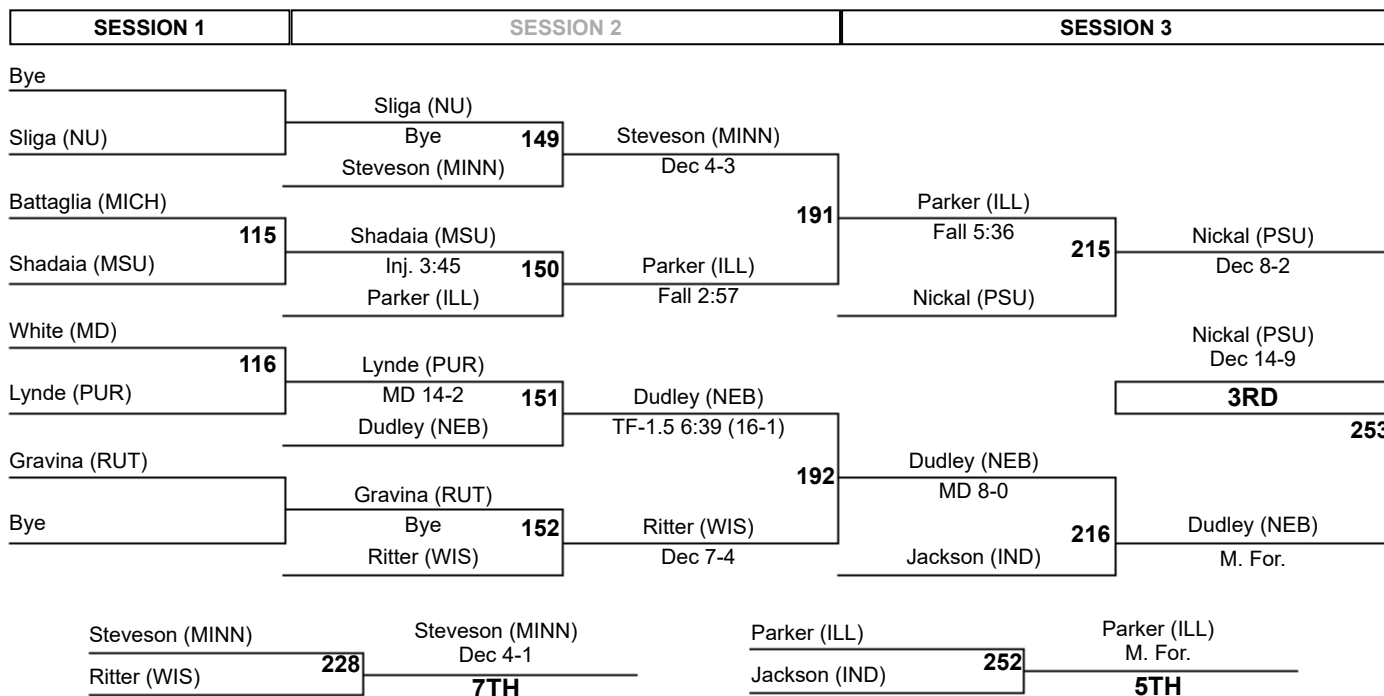 SESSION 1 SESSION 2 SESSION 3
Bye
Sliga (NU)
Sliga (NU)
Bye 149 Steveson (MINN)
Steveson (MINN) Dec 4-3
Battaglia (MICH)
191 Parker (ILL)
115 Shadaia (MSU) Fall 5:36 215 Nickal (PSU)
Shadaia (MSU) Inj. 3:45 150 Parker (ILL) Dec 8-2
Parker (ILL) Fall 2:57 Nickal (PSU)
White (MD) Nickal (PSU)
116 Lynde (PUR) Dec 14-9
Lynde (PUR) MD 14-2 151 Dudley (NEB) 3RD
Dudley (NEB) TF-1.5 6:39 (16-1) 253
Gravina (RUT) Dudley (NEB)
192 MD 8-0
Gravina (RUT)
Bye Bye 152 Ritter (WIS) 216 Dudley (NEB)
Ritter (WIS) Dec 7-4 Jackson (IND) M. For.
Steveson (MINN) Steveson (MINN) Parker (ILL) Parker (ILL)
228 Dec 4-1 252 M. For.
Ritter (WIS) 7TH Jackson (IND) 5TH